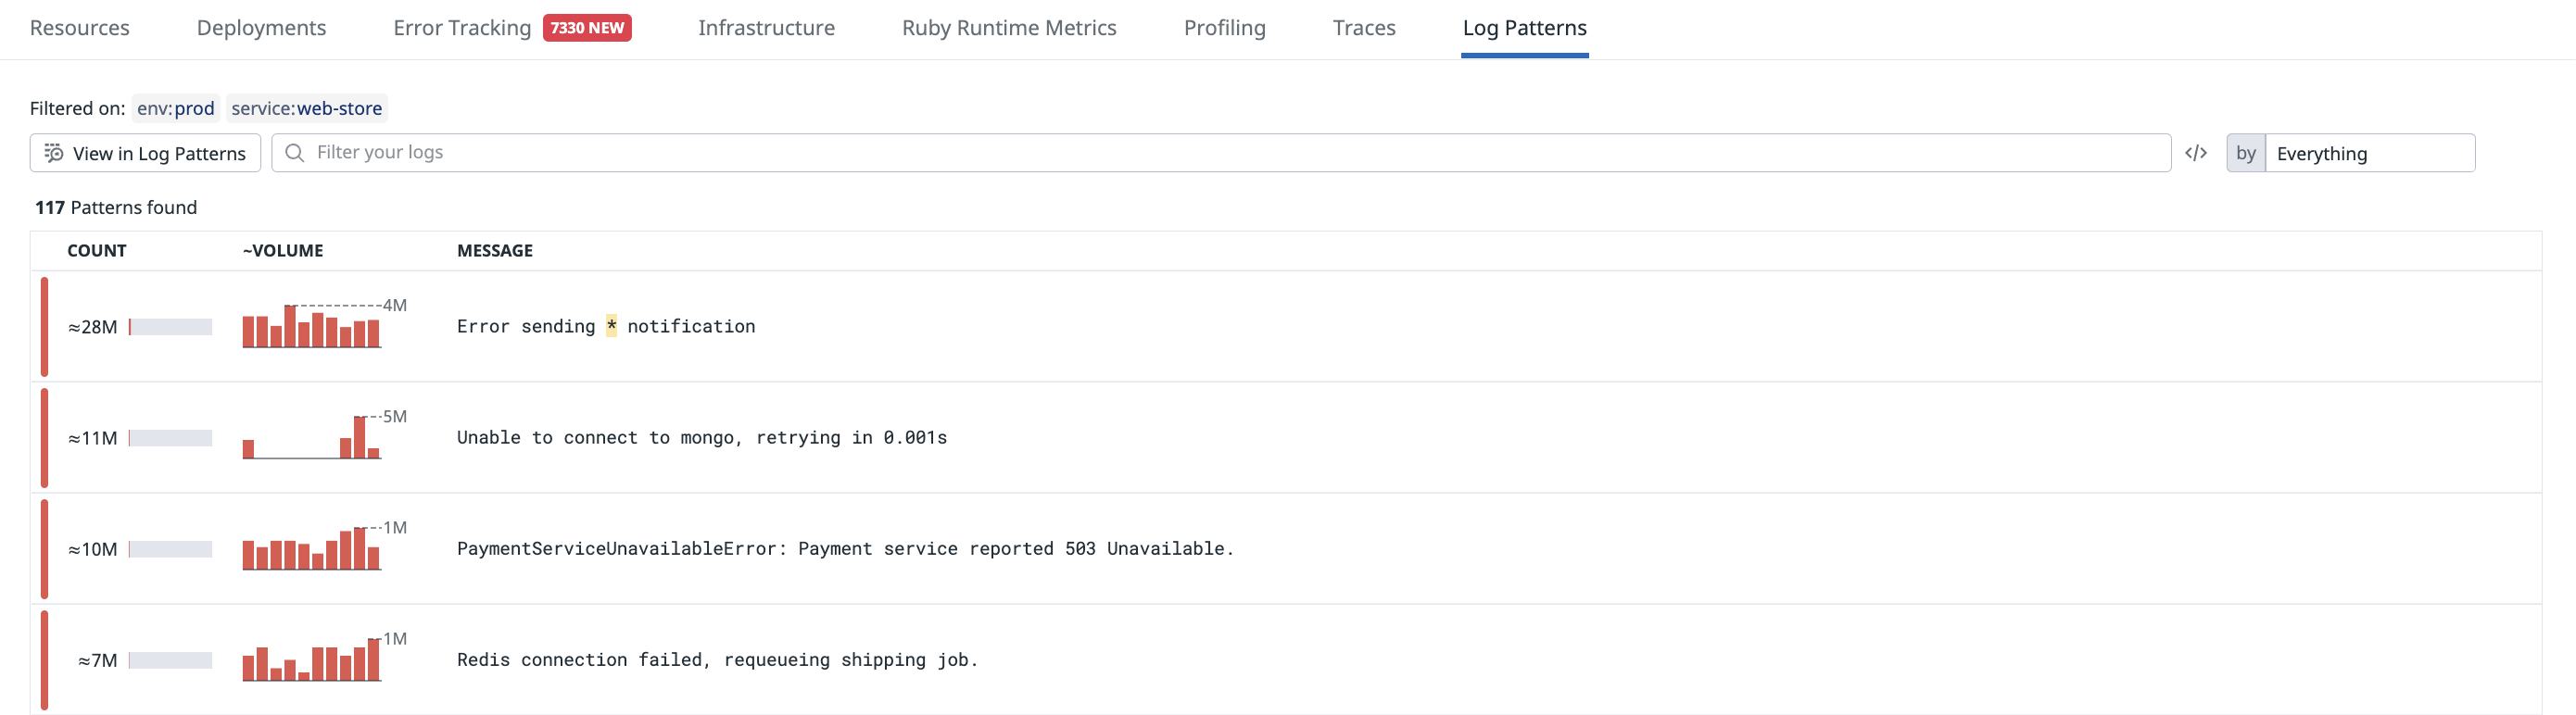 Resources Deployments Error Tracking 7330 NEW Infrastructure Ruby Runtime Metrics Profiling Traces Log Patterns
Filtered on: env:prod service:web-store
View in Log Patterns Filter your logs </> by Everything
117 Patterns found
COUNT ~VOLUME MESSAGE
≈28M 4M Error sending * notification
≈11M 5M Unable to connect to mongo, retrying in 0.001s
≈10M 1M PaymentServiceUnavailableError: Payment service reported 503 Unavailable.
≈7M 1M Redis connection failed, requeueing shipping job.